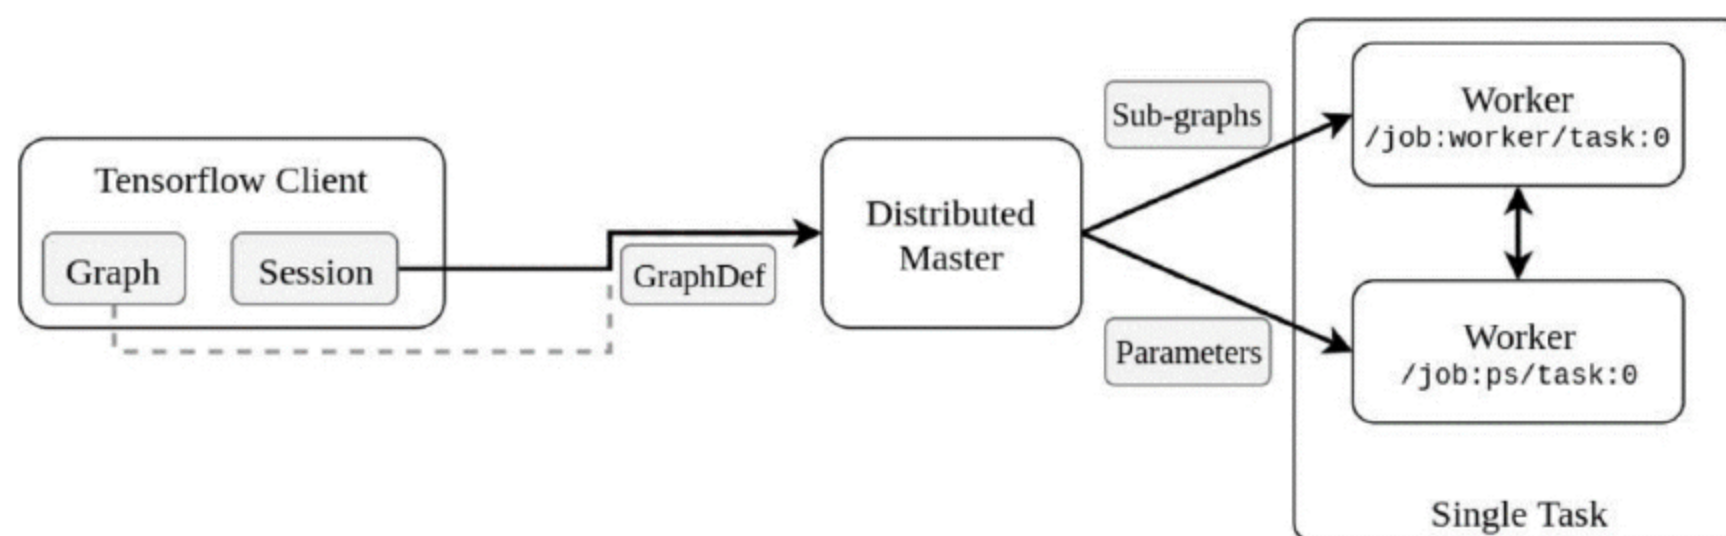 Tensorflow Client
Graph
Session
GraphDef
Distributed
Master
Sub-graphs
Parameters
Worker
/job:worker/task:0
Worker
/job:ps/task:0
Single Task